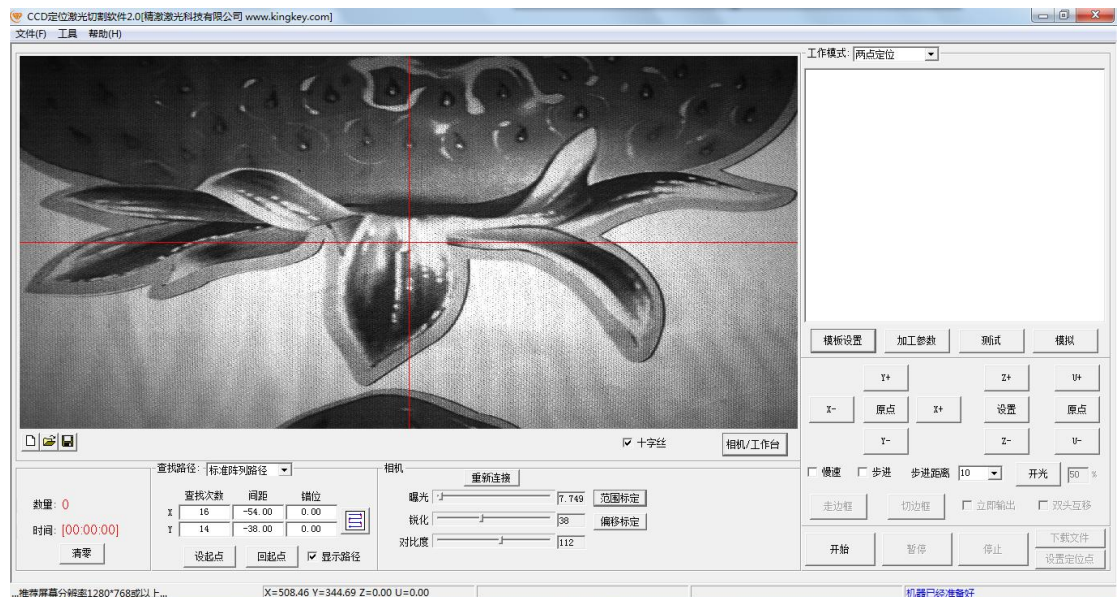 CCD定位激光切割软件2.0[精激激光科技有限公司 www.kingkey.com]
文件(F) 工具 帮助(H)
工作模式: 两点定位
模板设置 加工参数 测试 模拟
Y+ Z+ U+
X- 原点 X+ 设置 原点
Y- Z- U-
十字丝 相机/工作台
慢速 步进 步进距离 10 开光 50 %
走边框 切边框 立即输出 双头互移
开始 暂停 停止 下载文件
设置定位点
数量: 0
时间: [00:00:00]
清零
查找路径: 标准阵列路径
查找次数 间距 错位
X 16 -54.00 0.00
Y 14 -38.00 0.00
设起点 回起点 显示路径
相机
重新连接
曝光 7.749 范围标定
锐化 38 偏移标定
对比度 112
...推荐屏幕分辨率1280*768或以上... X=508.46 Y=344.69 Z=0.00 U=0.00 机器已经准备好